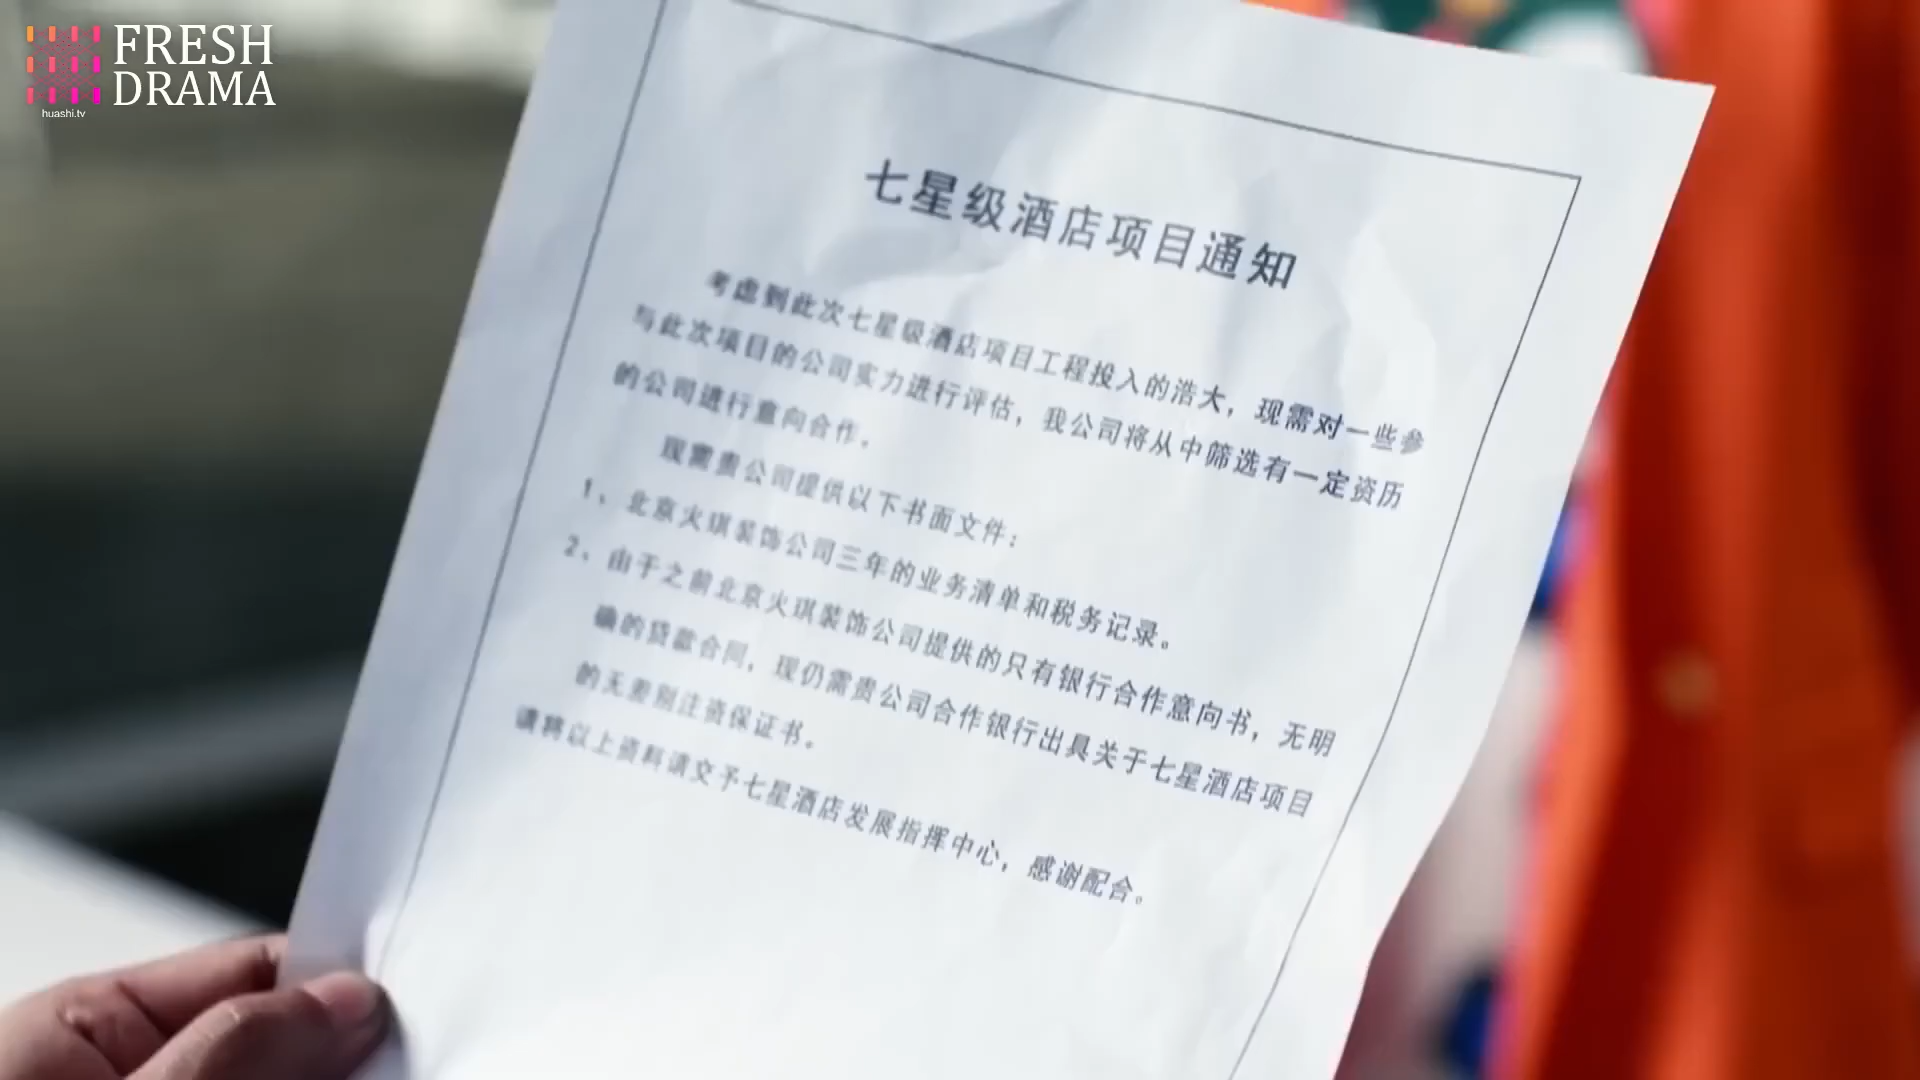 FRESH
DRAMA
huashi.tv
七星级酒店项目通知
考虑到此次七星级酒店项目工程投入的浩大，现需对一些参
与此次项目的公司实力进行评估，我公司将从中筛选有一定资历
的公司进行意向合作。
现需贵公司提供以下书面文件：
1、北京火琪装饰公司三年的业务清单和税务记录。
2、由于之前北京火琪装饰公司提供的只有银行合作意向书，无明
确的贷款合同，现仍需贵公司合作银行出具关于七星酒店项目
的无差别注资保证书。
请将以上资料请交予七星酒店发展指挥中心，感谢配合。